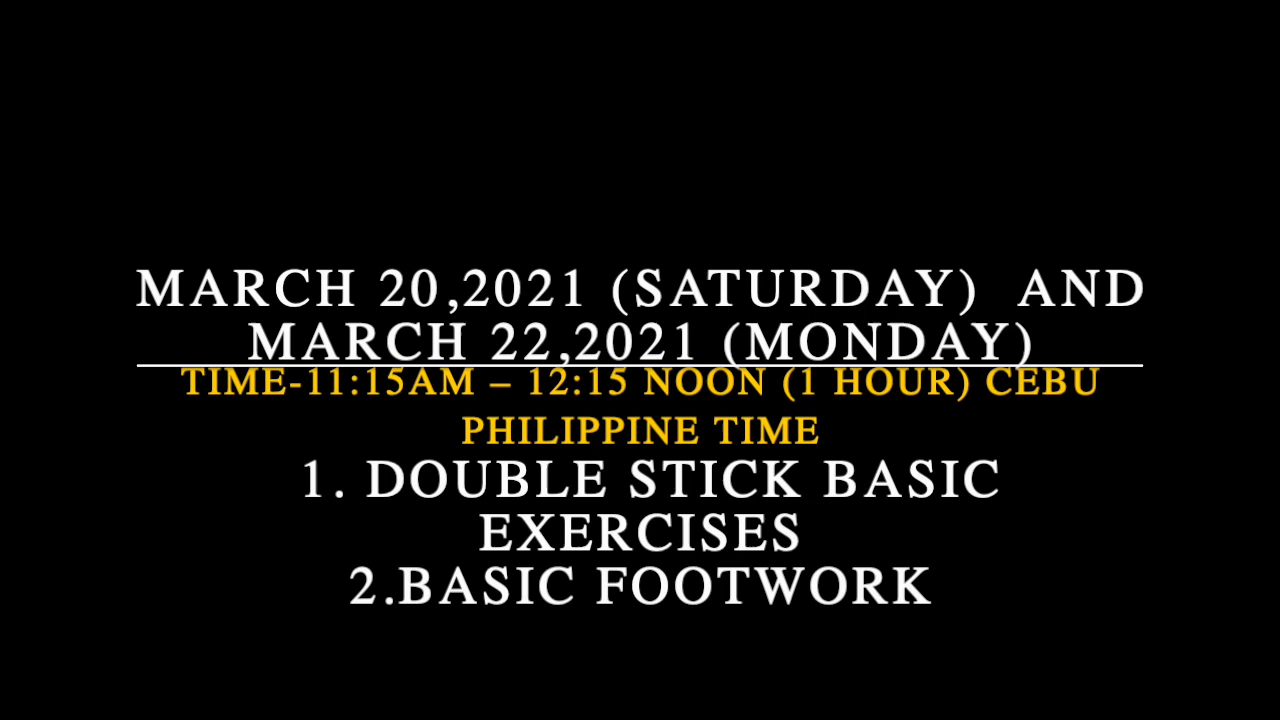 MARCH 20,2021 (SATURDAY)  AND
MARCH 22,2021 (MONDAY)
TIME-11:15AM – 12:15 NOON (1 HOUR) CEBU
PHILIPPINE TIME
1. DOUBLE STICK BASIC
EXERCISES
2.BASIC FOOTWORK